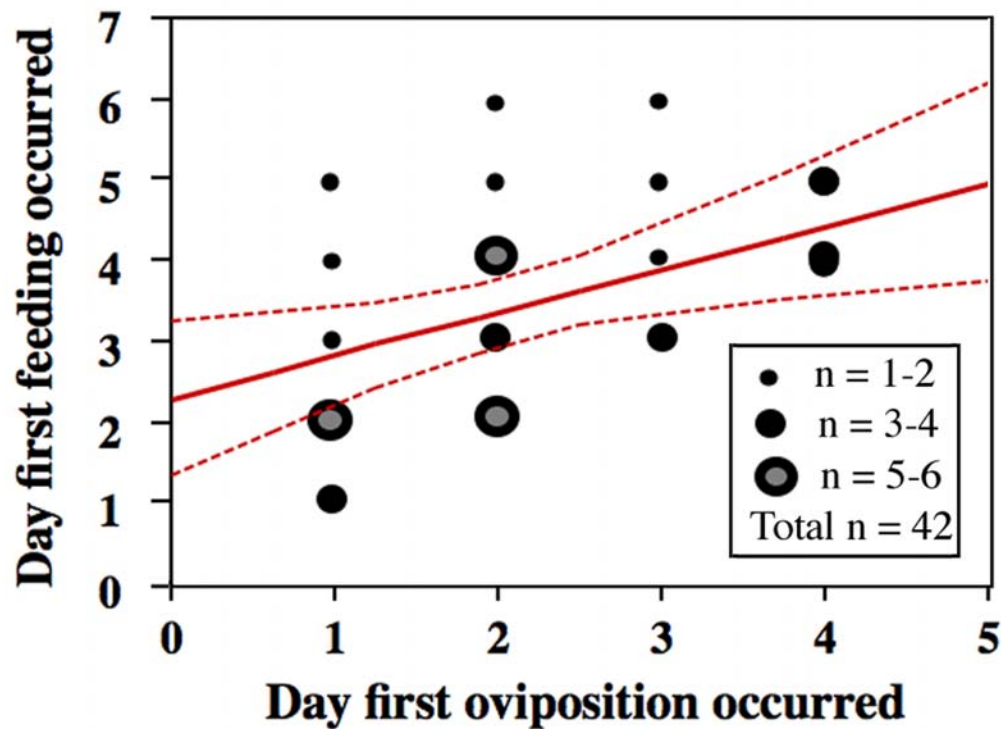 Day first feeding occurred
7
6
5
4
3
2
1
0
n = 1-2
n = 3-4
n = 5-6
Total n = 42
0 1 2 3 4 5
Day first oviposition occurred